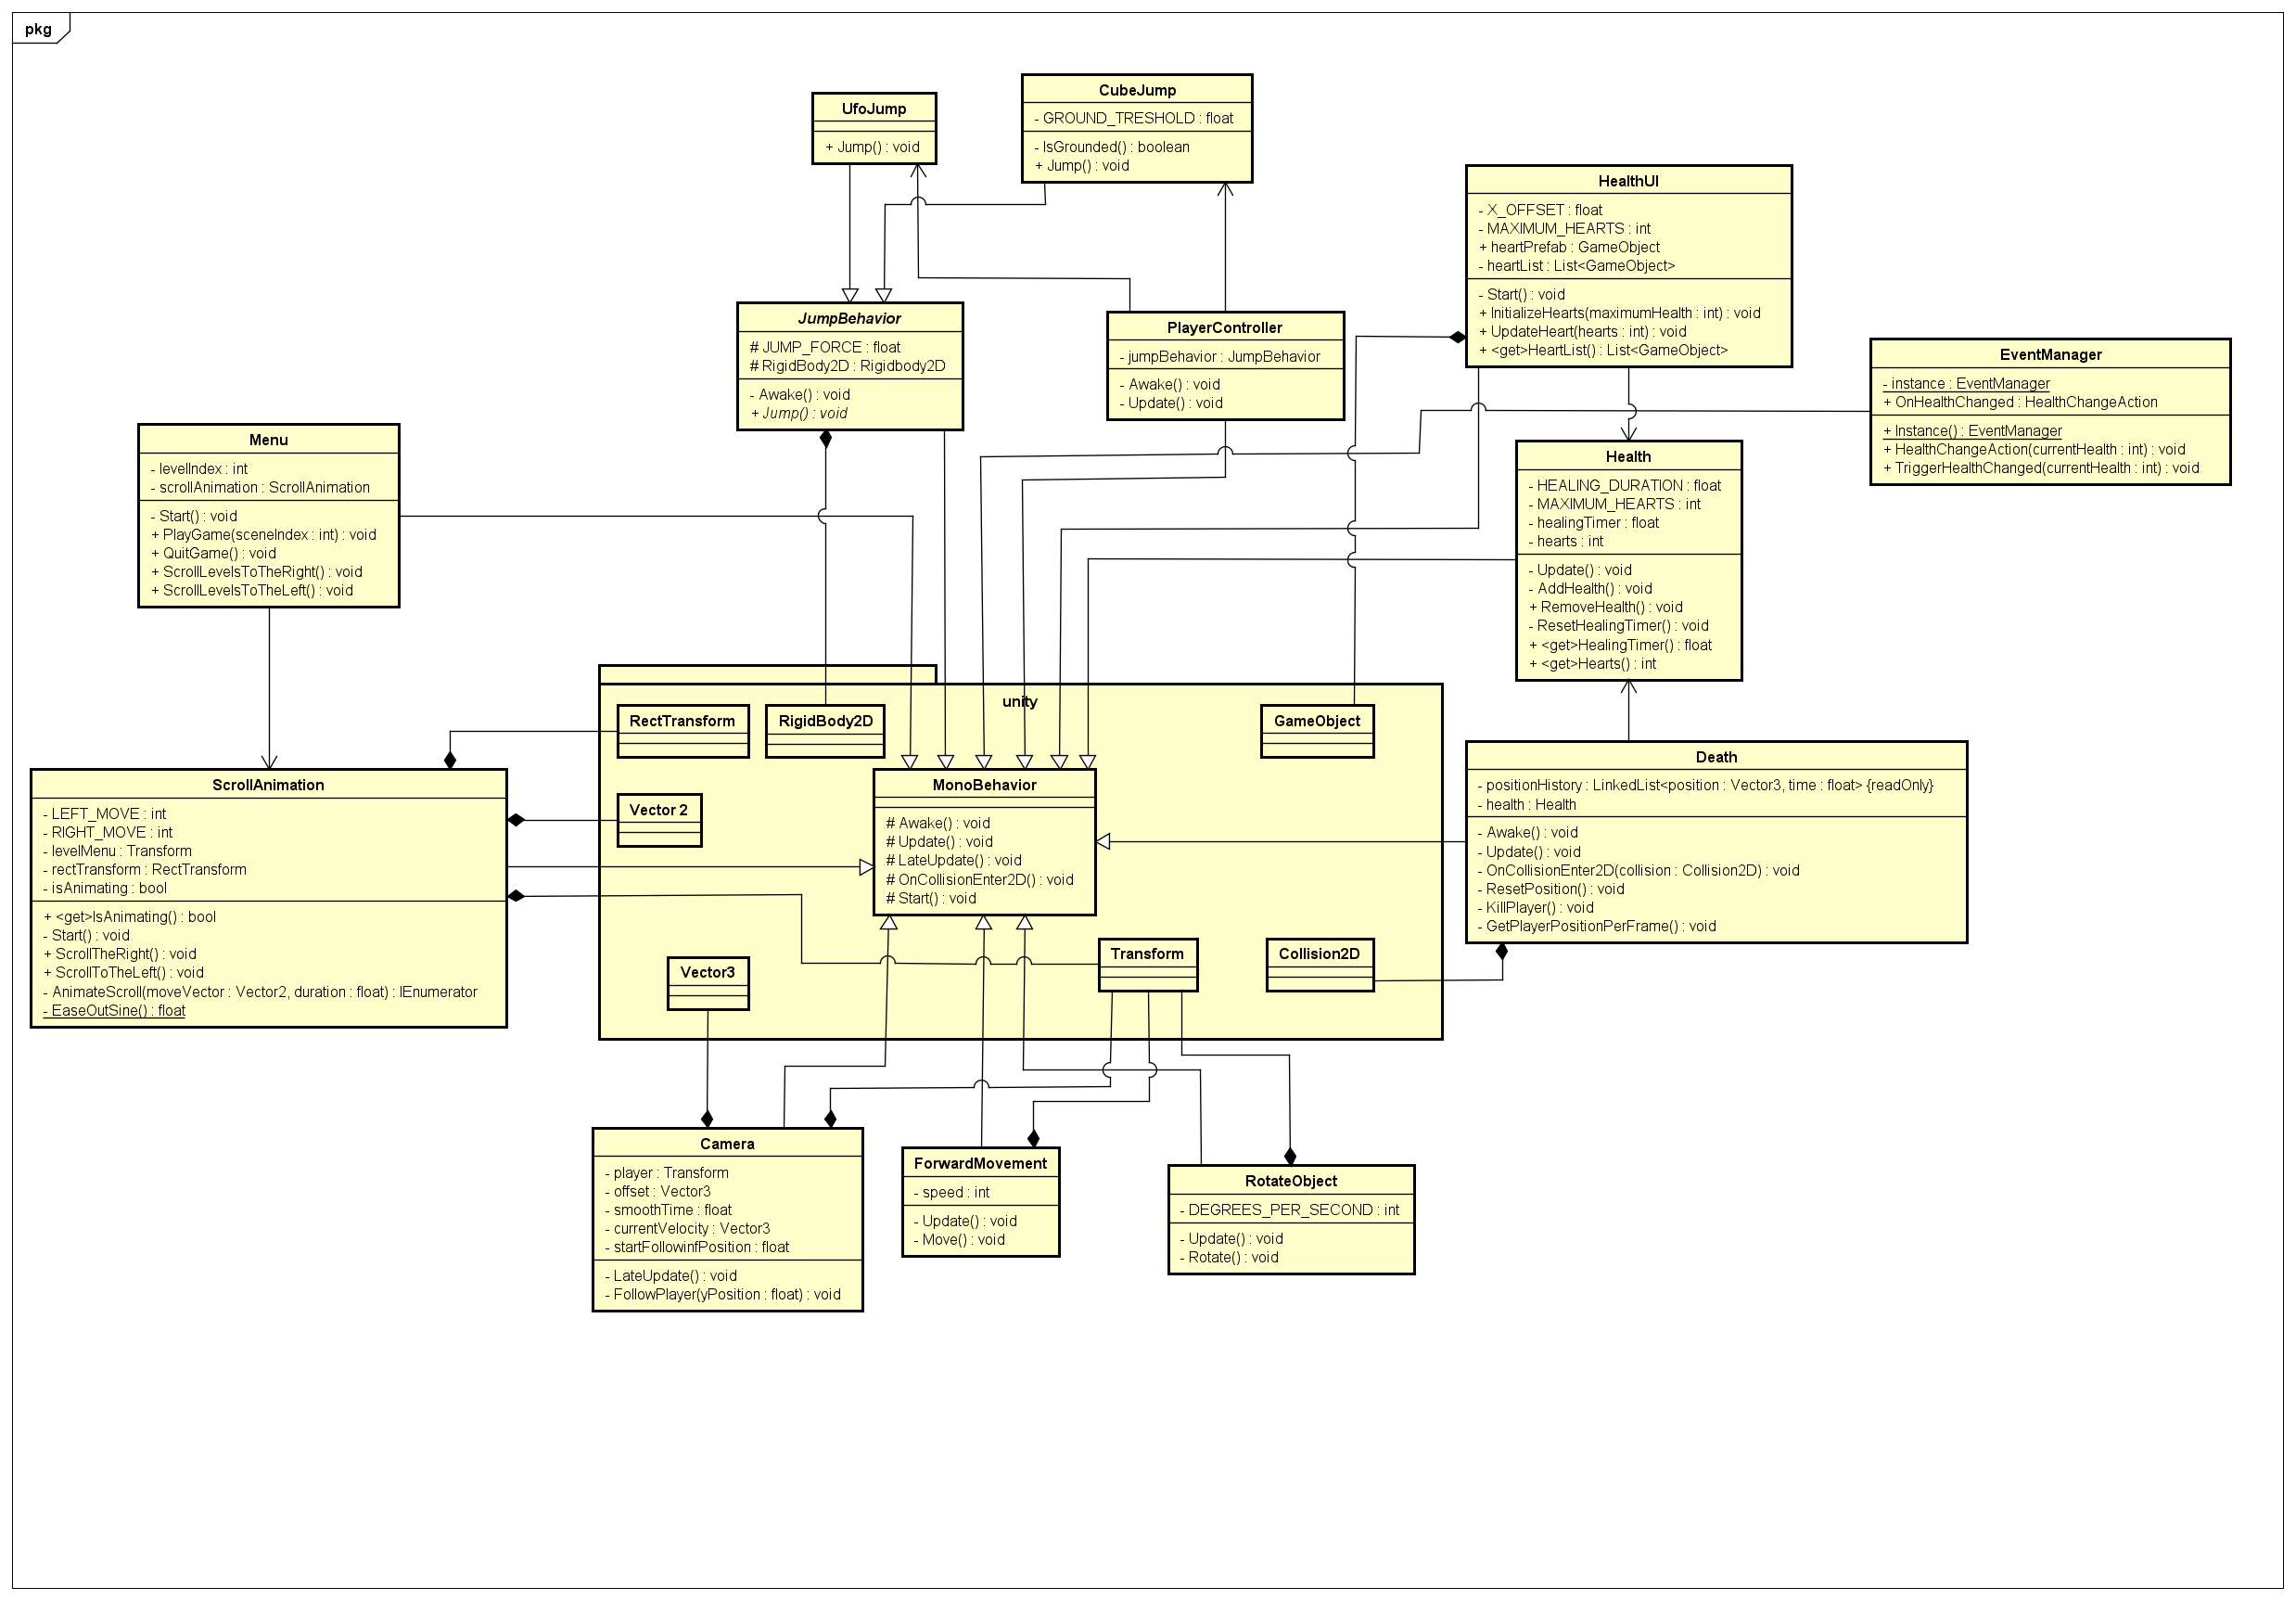 pkg
UfoJump
+ Jump() : void
CubeJump
- GROUND_TRESHOLD : float
- IsGrounded() : boolean
+ Jump() : void
HealthUI
- X_OFFSET : float
- MAXIMUM_HEARTS : int
+ heartPrefab : GameObject
- heartList : List<GameObject>
- Start() : void
+ InitializeHearts(maximumHealth : int) : void
+ UpdateHeart(hearts : int) : void
+ <get>HeartList() : List<GameObject>
JumpBehavior
# JUMP_FORCE : float
# RigidBody2D : Rigidbody2D
- Awake() : void
+ Jump() : void
PlayerController
- jumpBehavior : JumpBehavior
- Awake() : void
- Update() : void
EventManager
- instance : EventManager
+ OnHealthChanged : HealthChangeAction
+ Instance() : EventManager
+ HealthChangeAction(currentHealth : int) : void
+ TriggerHealthChanged(currentHealth : int) : void
Menu
- levelIndex : int
- scrollAnimation : ScrollAnimation
- Start() : void
+ PlayGame(sceneIndex : int) : void
+ QuitGame() : void
+ ScrollLevelsToTheRight() : void
+ ScrollLevelsToTheLeft() : void
Health
- HEALING_DURATION : float
- MAXIMUM_HEARTS : int
- healingTimer : float
- hearts : int
- Update() : void
- AddHealth() : void
+ RemoveHealth() : void
- ResetHealingTimer() : void
+ <get>HealingTimer() : float
+ <get>Hearts() : int
unity
RectTransform
RigidBody2D
GameObject
Vector 2
MonoBehavior
# Awake() : void
# Update() : void
# LateUpdate() : void
# OnCollisionEnter2D() : void
# Start() : void
Vector3
Transform
Collision2D
ScrollAnimation
- LEFT_MOVE : int
- RIGHT_MOVE : int
- levelMenu : Transform
- rectTransform : RectTransform
- isAnimating : bool
+ <get>IsAnimating() : bool
- Start() : void
+ ScrollTheRight() : void
+ ScrollToTheLeft() : void
- AnimateScroll(moveVector : Vector2, duration : float) : IEnumerator
- EaseOutSine() : float
Death
- positionHistory : LinkedList<position : Vector3, time : float> {readOnly}
- health : Health
- Awake() : void
- Update() : void
- OnCollisionEnter2D(collision : Collision2D) : void
- ResetPosition() : void
- KillPlayer() : void
- GetPlayerPositionPerFrame() : void
Camera
- player : Transform
- offset : Vector3
- smoothTime : float
- currentVelocity : Vector3
- startFollowinfPosition : float
- LateUpdate() : void
- FollowPlayer(yPosition : float) : void
ForwardMovement
- speed : int
- Update() : void
- Move() : void
RotateObject
- DEGREES_PER_SECOND : int
- Update() : void
- Rotate() : void